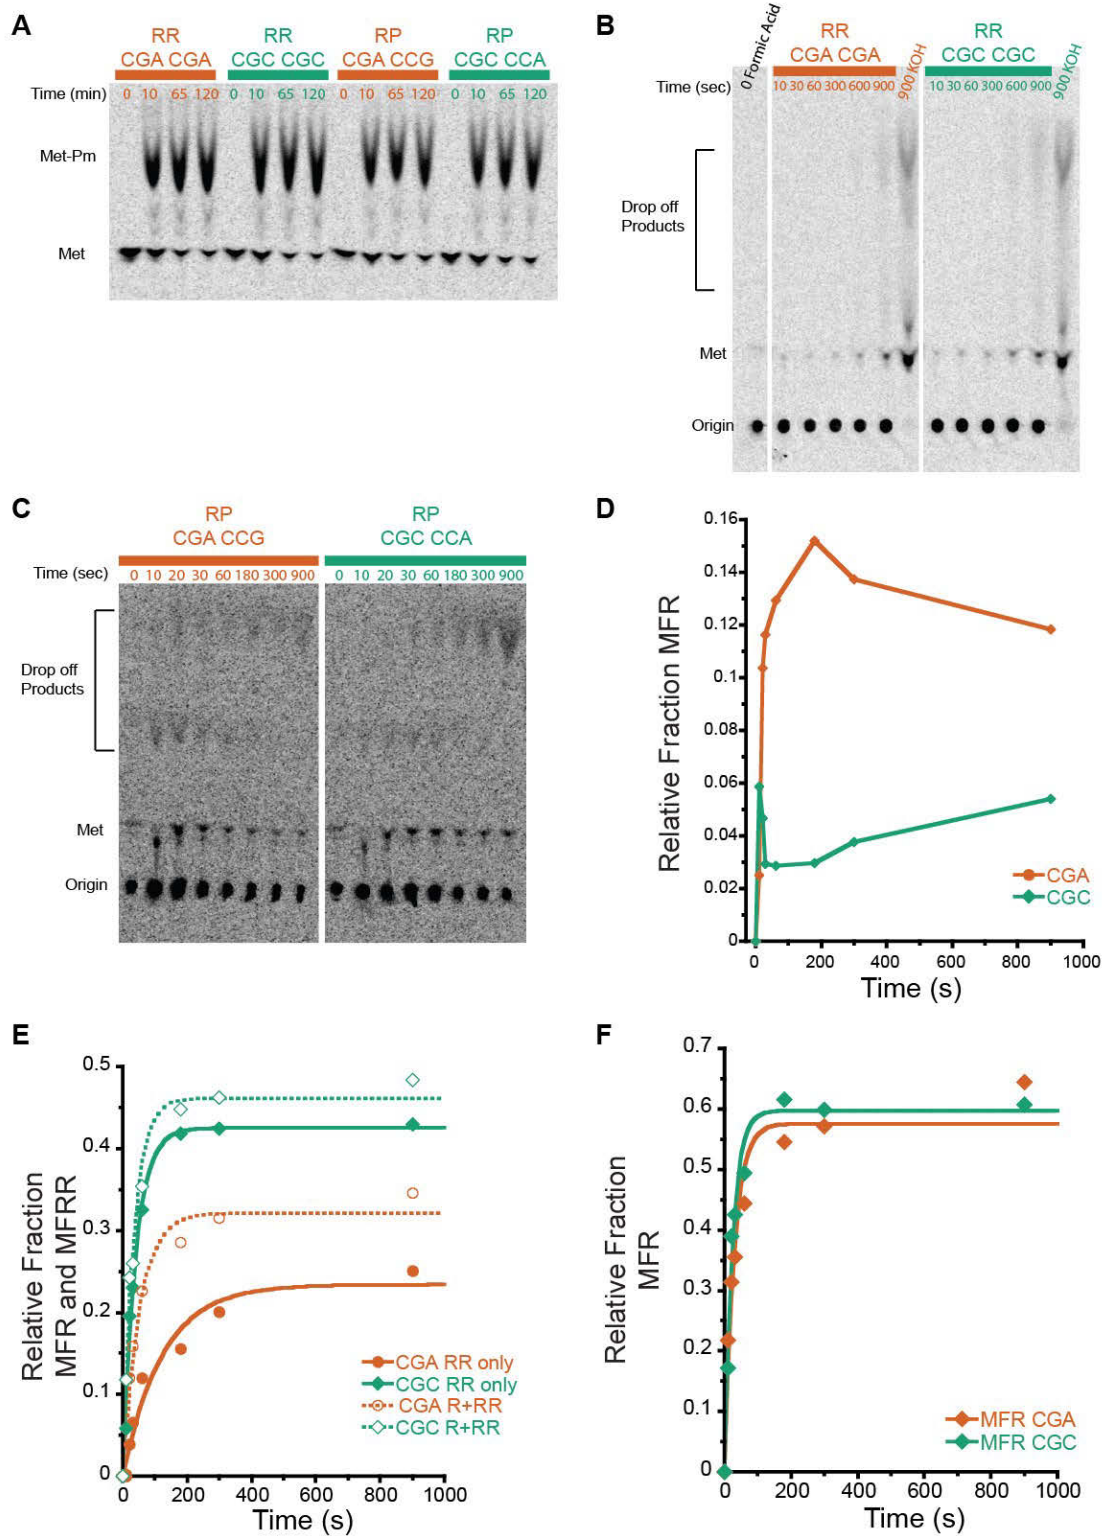 A
RR RR RP RP
CGA CGA CGC CGC CGA CCG CGC CCA
Time (min) 0 10 65 120 0 10 65 120 0 10 65 120 0 10 65 120
Met-Pm
Met
B
0 Formic Acid
RR RR
CGA CGA CGC CGC
900 KOH 900 KOH
Time (sec) 10 30 60 300 600 900 10 30 60 300 600 900
Drop off
Products
Met
Origin
C
RP RP
CGA CCG CGC CCA
Time (sec) 0 10 20 30 60 180 300 900 0 10 20 30 60 180 300 900
Drop off
Products
Met
Origin
D
Relative Fraction MFR
0.16
0.14
0.12
0.1
0.08
0.06
0.04
0.02
0
CGA
CGC
0 200 400 600 800 1000
Time (s)
E
Relative Fraction
MFR and MFRR
0.5
0.4
0.3
0.2
0.1
0
CGA RR only
CGC RR only
CGA R+RR
CGC R+RR
0 200 400 600 800 1000
Time (s)
F
Relative Fraction
MFR
0.7
0.6
0.5
0.4
0.3
0.2
0.1
0
MFR CGA
MFR CGC
0 200 400 600 800 1000
Time (s)